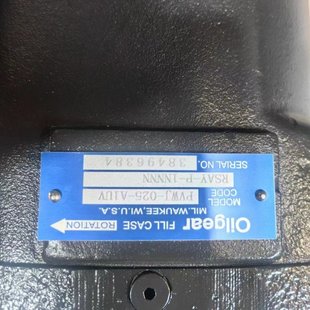 Oilgear FILL CASE ROTATION
MILWAUKEE, WI, U.S.A.
MODEL CODE PVWJ-025-A1UV
RSAY-P-1NNNN
SERIAL NO. 38496384